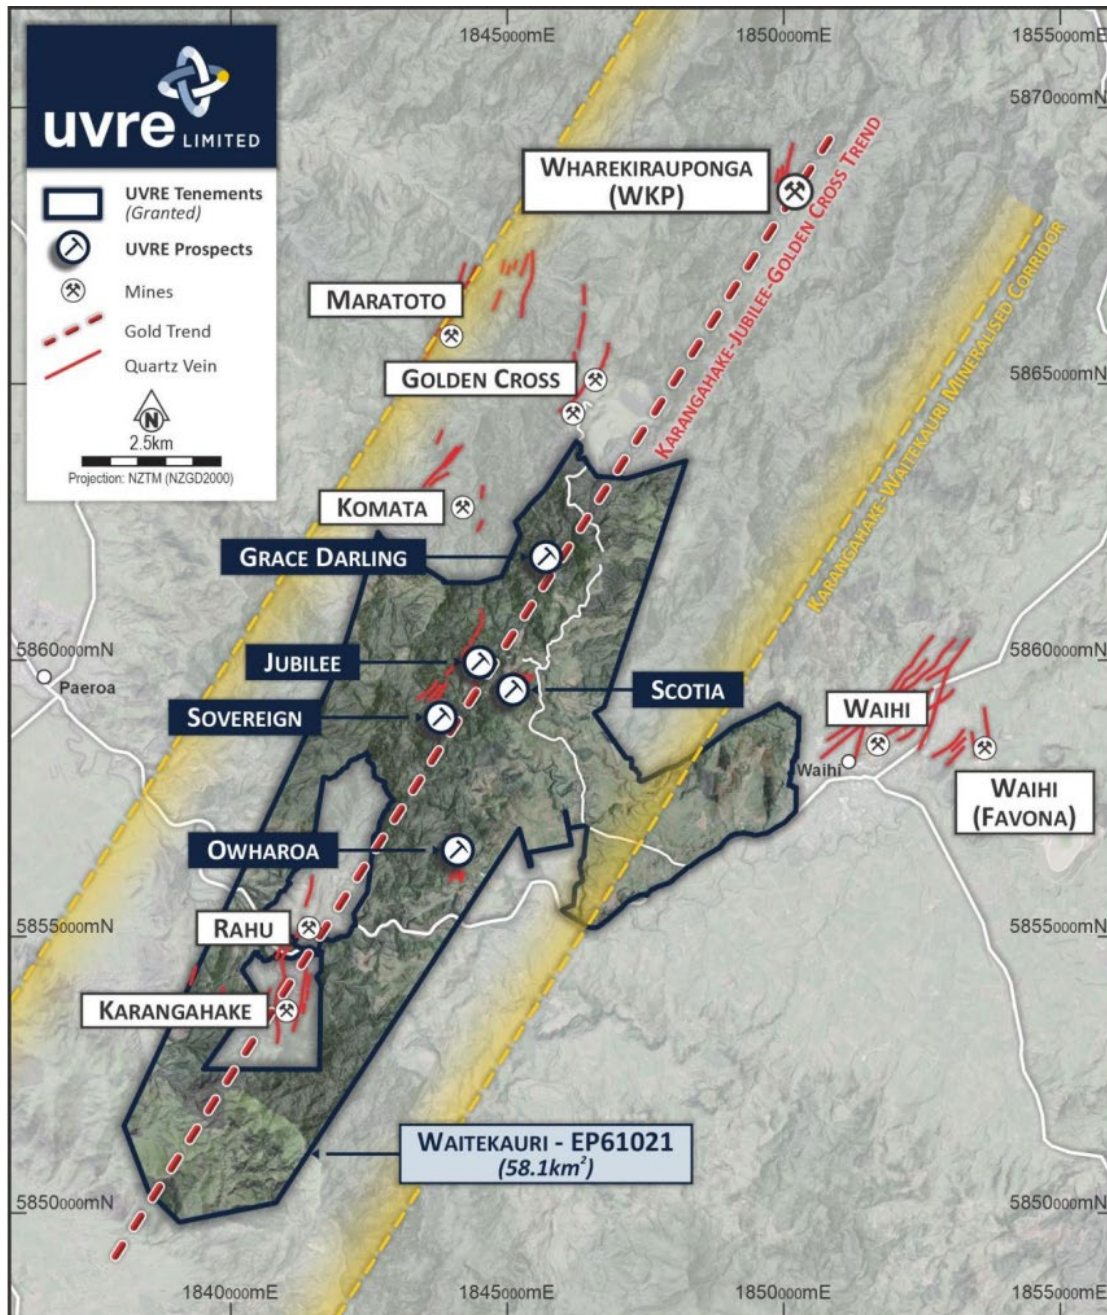 1845000mE
1850000mE
1855000mE
uvre
LIMITED
UVRE Tenements
(Granted)
UVRE Prospects
Mines
Gold Trend
Quartz Vein
N
2.5km
Projection: NZTM (NZGD2000)
5870000mN
WHAREKIRAUPONGA
(WKP)
KARANGAHAKE-JUBILEE-GOLDEN CROSS TREND
KARANGAHAKE-WAITEKAURI MINERALISED CORRIDOR
MARATOTO
GOLDEN CROSS
5865000mN
KOMATA
GRACE DARLING
5860000mN
5860000mN
Paeroa
JUBILEE
SCOTIA
SOVEREIGN
WAIHI
Waihi
WAIHI
(FAVONA)
OWHAROA
RAHU
5855000mN
5855000mN
KARANGAHAKE
WAITEKAURI - EP61021
(58.1km²)
5850000mN
5850000mN
1840000mE
1845000mE
1850000mE
1855000mE